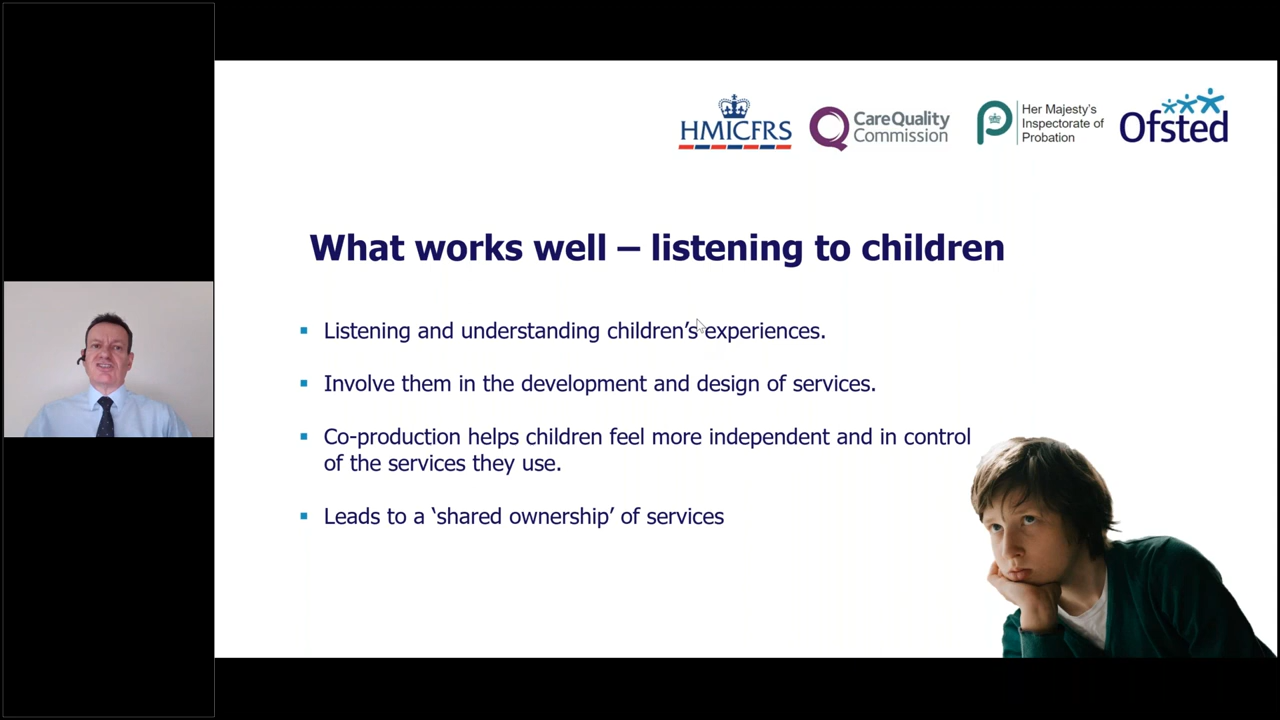 HMICFRS
CareQuality
Commission
Her Majesty's
Inspectorate of
Probation
Ofsted
What works well – listening to children
Listening and understanding children's experiences.
Involve them in the development and design of services.
Co-production helps children feel more independent and in control
of the services they use.
Leads to a ‘shared ownership’ of services